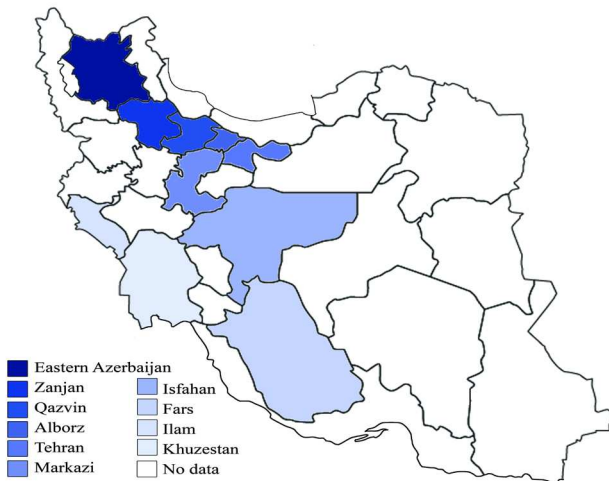 Eastern Azerbaijan
Zanjan
Qazvin
Alborz
Tehran
Markazi
Isfahan
Fars
Ilam
Khuzestan
No data